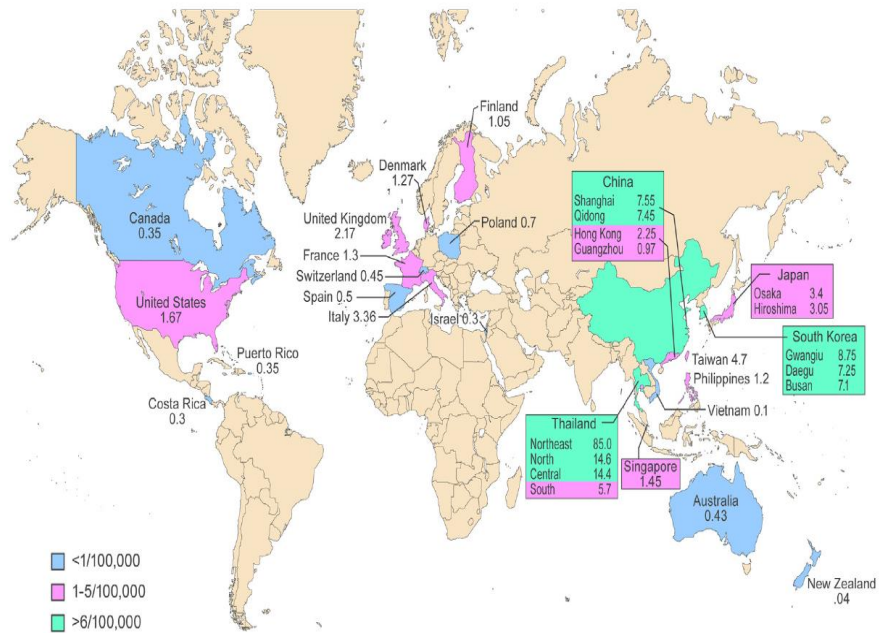 Finland
1.05
Denmark
1.27
Canada
0.35
United Kingdom
2.17
Poland 0.7
France 1.3
Switzerland 0.45
Spain 0.5
Italy 3.36
Israel 0.3
United States
1.67
Puerto Rico
0.35
Costa Rica
0.3
China
Shanghai 7.55
Qidong 7.45
Hong Kong 2.25
Guangzhou 0.97
Japan
Osaka 3.4
Hiroshima 3.05
South Korea
Gwangiu 8.75
Daegu 7.25
Busan 7.1
Taiwan 4.7
Philippines 1.2
Vietnam 0.1
Thailand
Northeast 85.0
North 14.6
Central 14.4
South 5.7
Singapore
1.45
Australia
0.43
New Zealand
.04
<1/100,000
1-5/100,000
>6/100,000